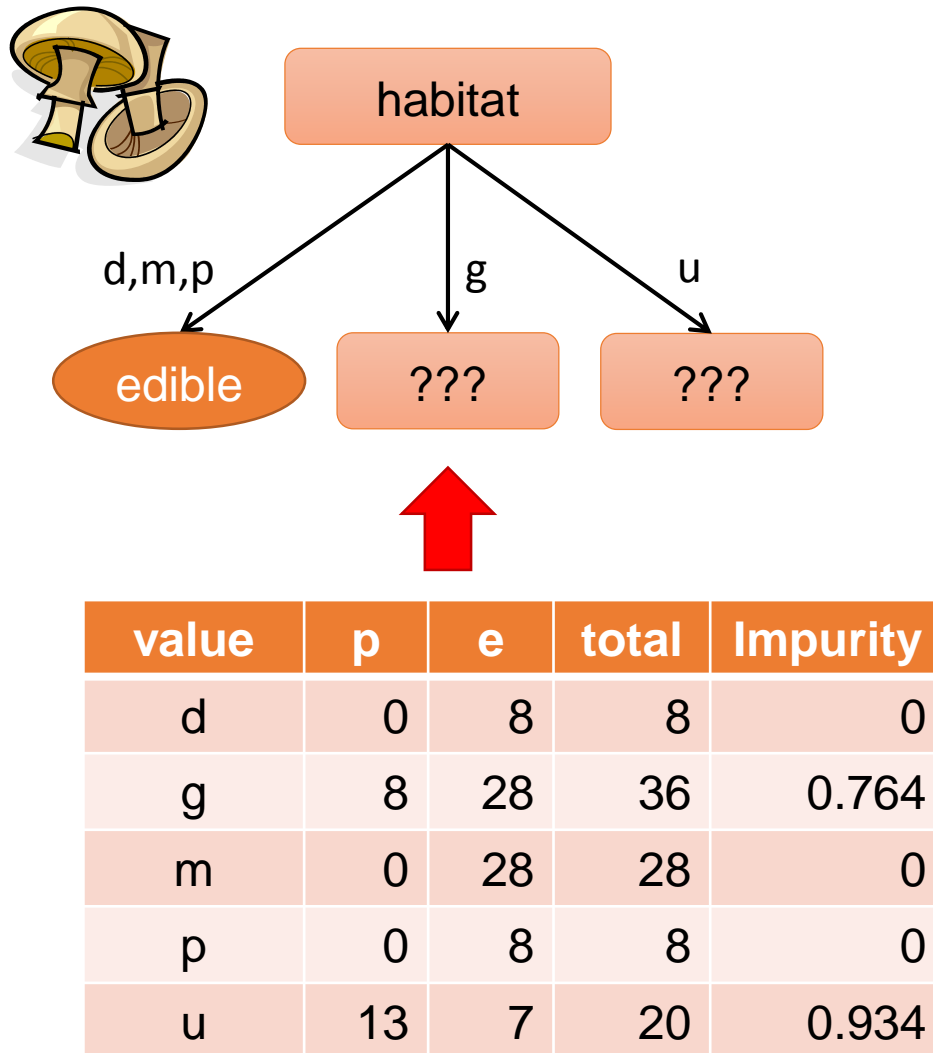 habitat
d,m,p g u
edible ??? ???
value p e total Impurity
d 0 8 8 0
g 8 28 36 0.764
m 0 28 28 0
p 0 8 8 0
u 13 7 20 0.934